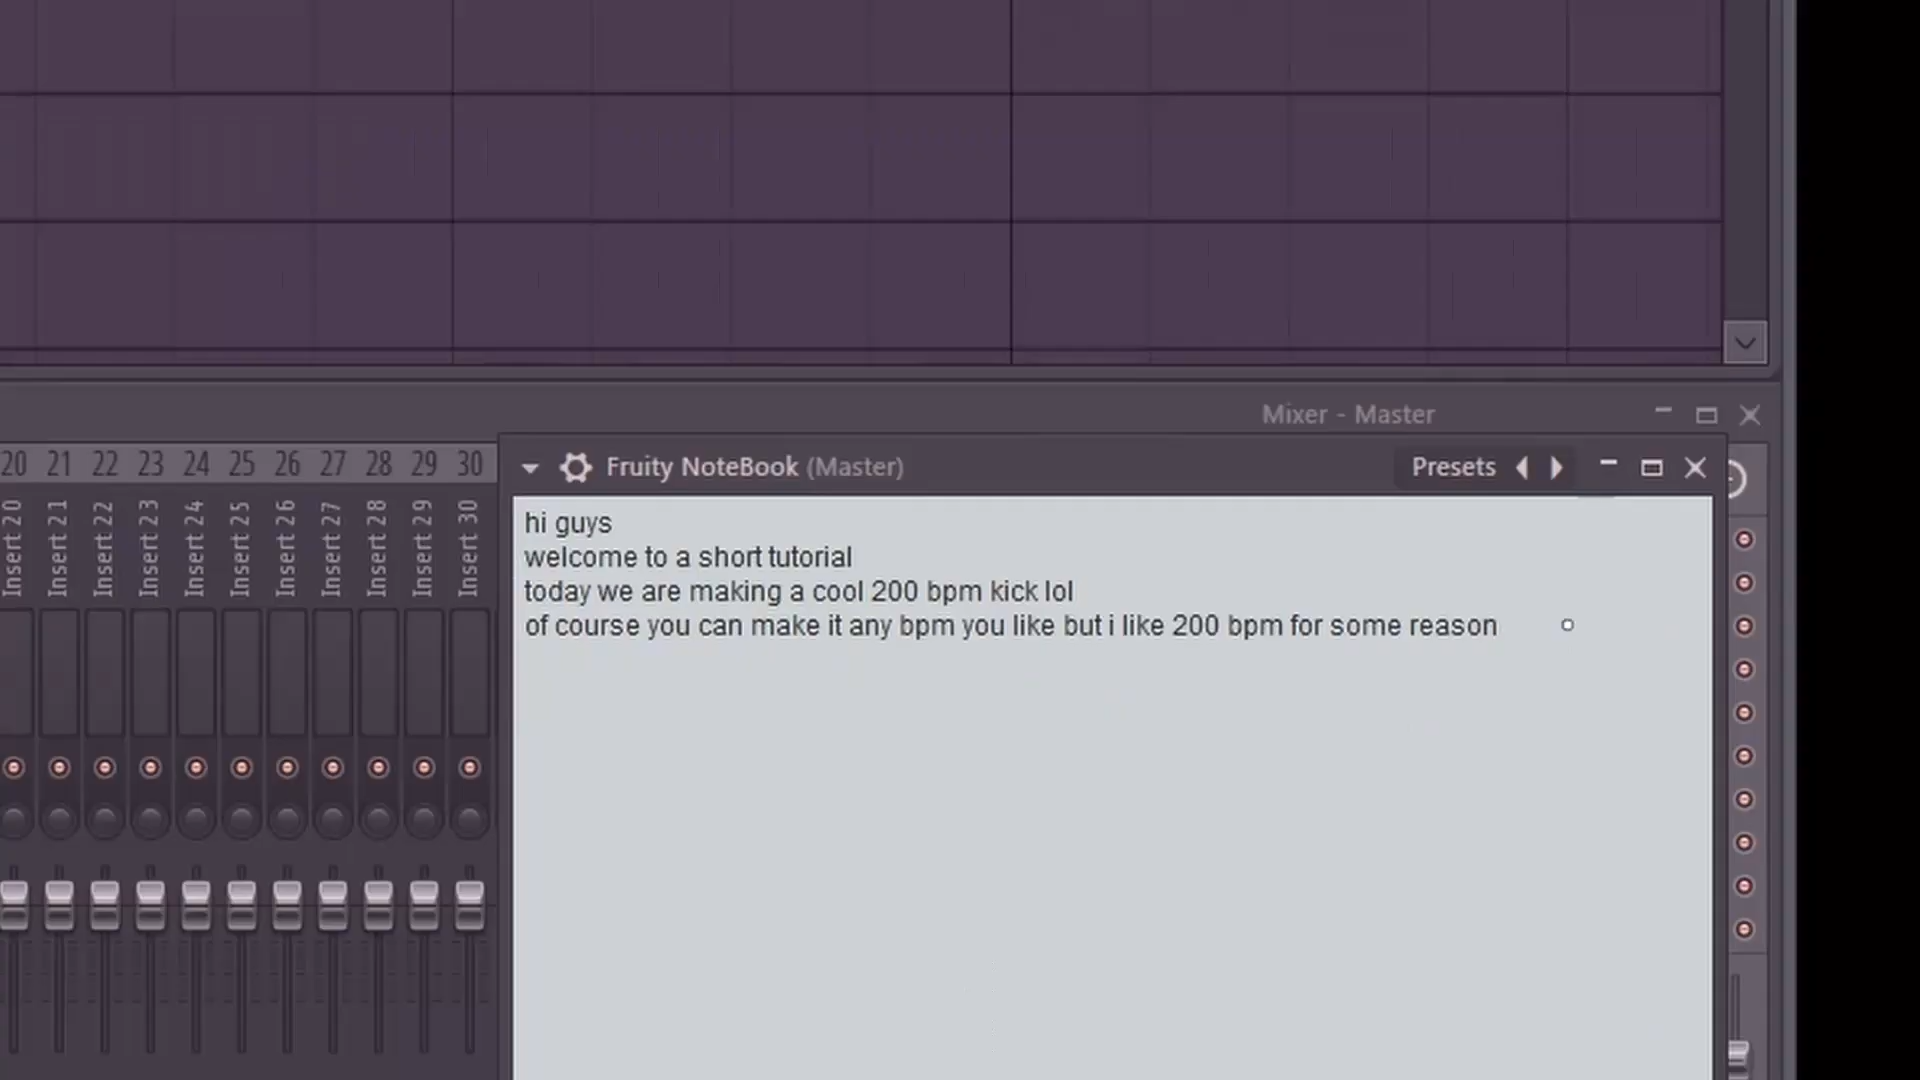 Mixer - Master
20 21 22 23 24 25 26 27 28 29 30
Fruity NoteBook (Master)
Presets
Insert 20
Insert 21
Insert 22
Insert 23
Insert 24
Insert 25
Insert 26
Insert 27
Insert 28
Insert 29
Insert 30
hi guys
welcome to a short tutorial
today we are making a cool 200 bpm kick lol
of course you can make it any bpm you like but i like 200 bpm for some reason